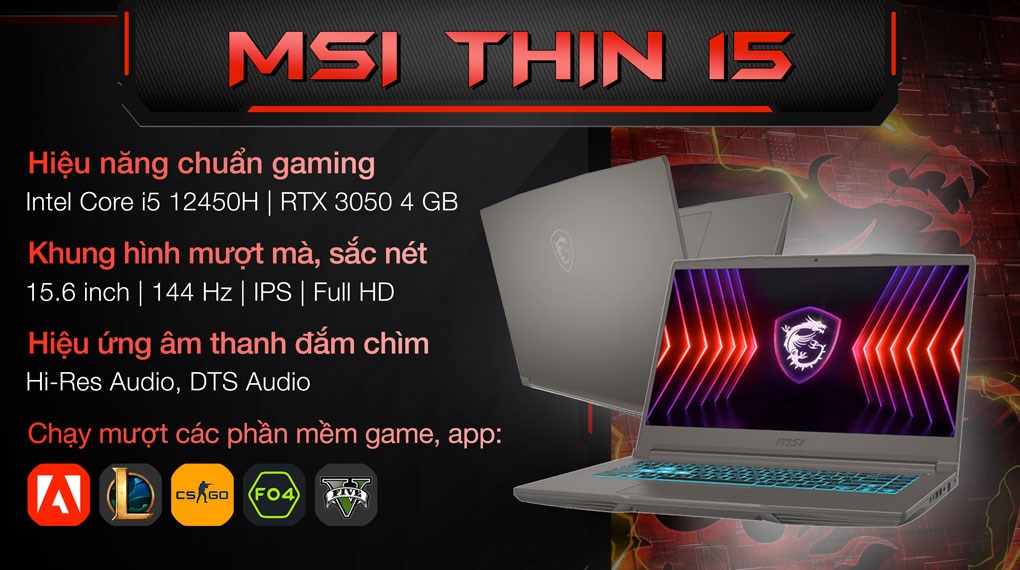 MSI THIN 15
Hiệu năng chuẩn gaming
Intel Core i5 12450H | RTX 3050 4 GB
Khung hình mượt mà, sắc nét
15.6 inch | 144 Hz | IPS | Full HD
Hiệu ứng âm thanh đắm chìm
Hi-Res Audio, DTS Audio
Chạy mượt các phần mềm game, app:
L
CS GO
FO4
V
FIVE
msi